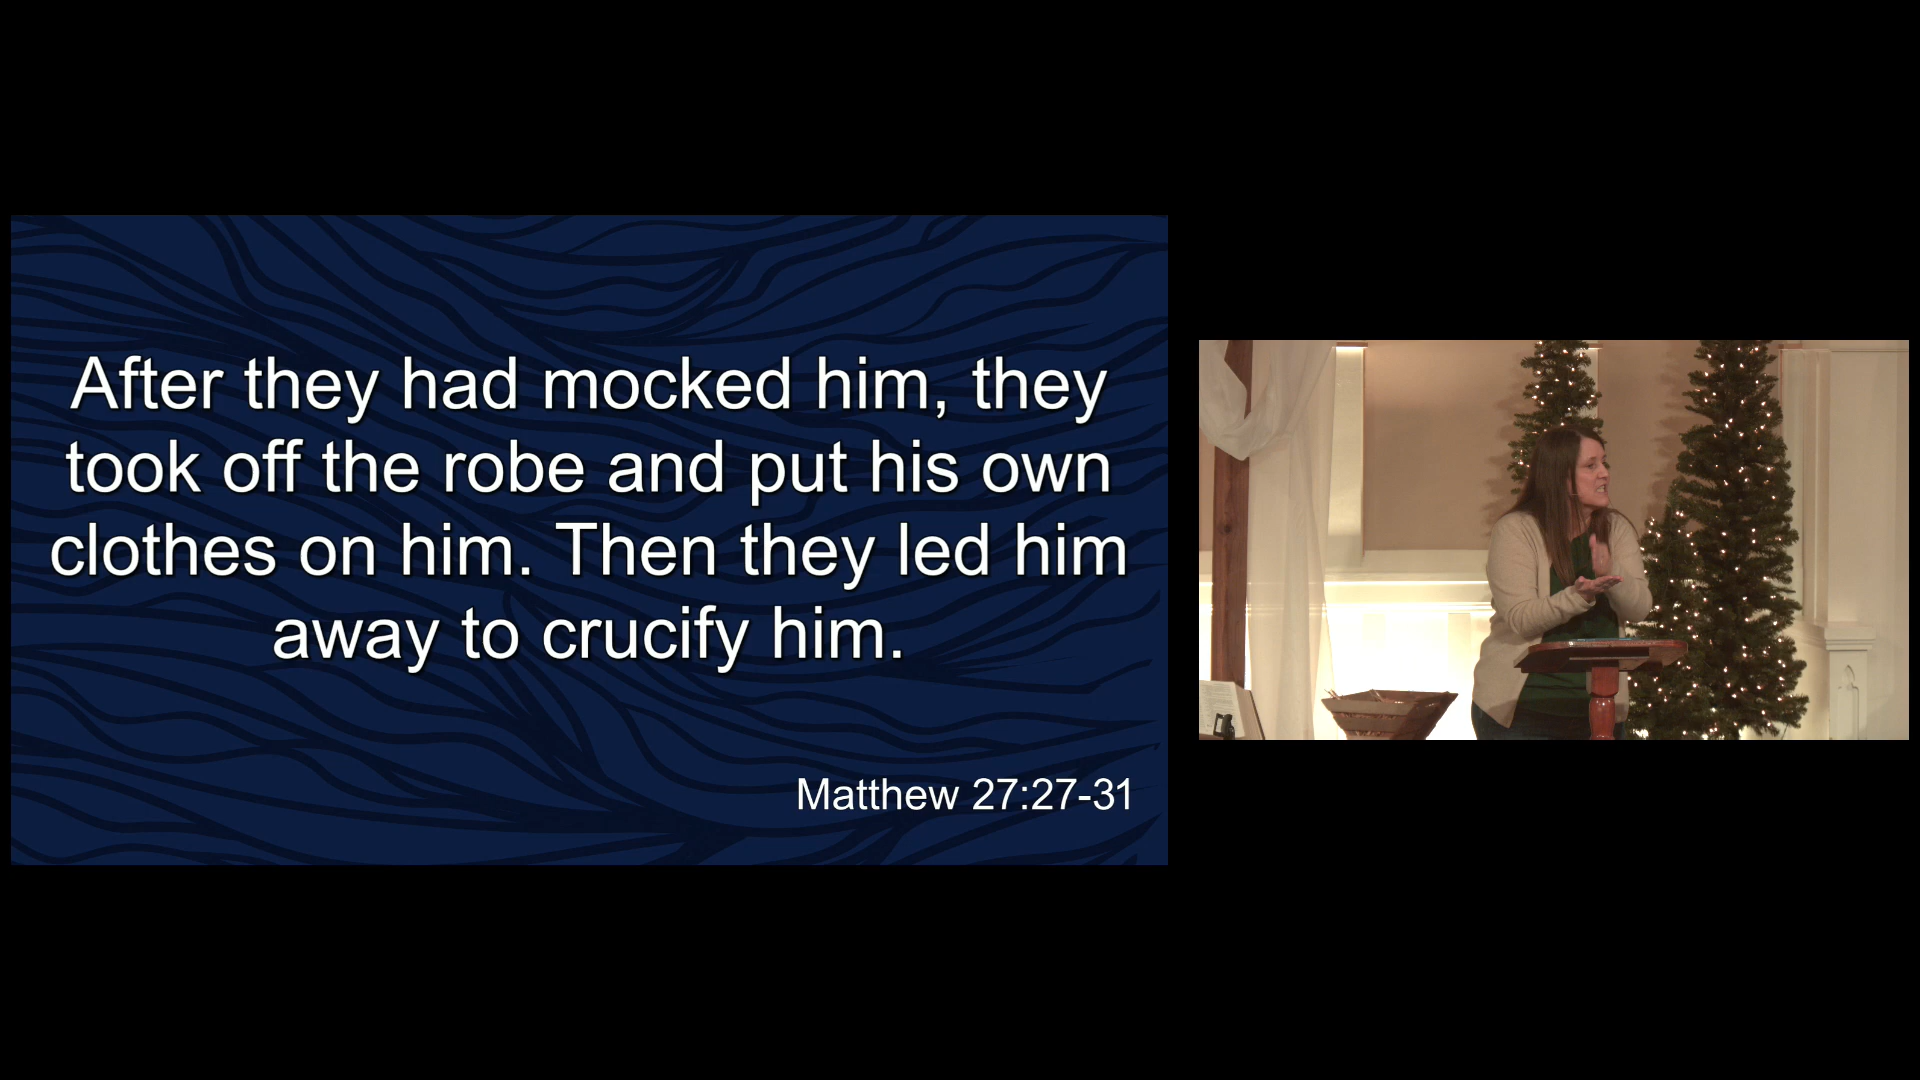 After they had mocked him, they
took off the robe and put his own
clothes on him. Then they led him
away to crucify him.
Matthew 27:27-31